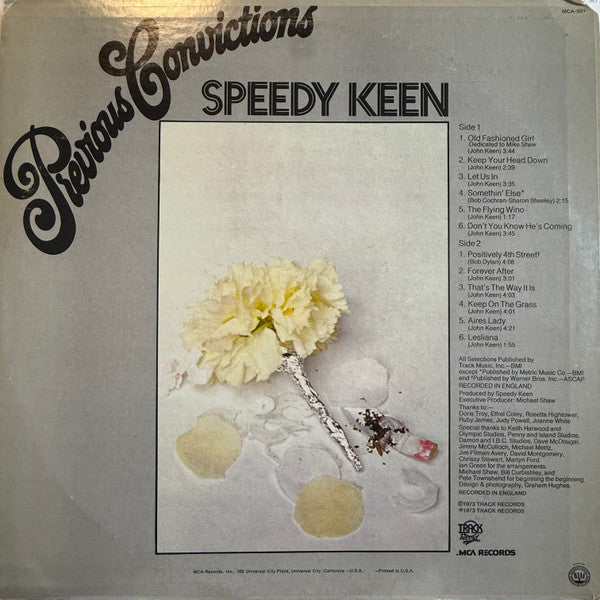 MCA-331
Previous Convictions
SPEEDY KEEN
Side 1
1. Old Fashioned Girl
Dedicated to Mike Shaw
(John Keen) 3:44
2. Keep Your Head Down
(John Keen) 2:39
3. Let Us In
(John Keen) 3:35
4. Somethin' Else*
(Bob Cochran-Sharon Sheeley) 2:15
5. The Flying Wino
(John Keen) 1:17
6. Don't You Know He's Coming
(John Keen) 3:45
Side 2
1. Positively 4th Street†
(Bob Dylan) 4:08
2. Forever After
(John Keen) 3:01
3. That's The Way It Is
(John Keen) 4:03
4. Keep On The Grass
(John Keen) 4:01
5. Aires Lady
(John Keen) 4:21
6. Lesliana
(John Keen) 1:55
All Selections Published by
Track Music, Inc.—BMI
except *Published by Metric Music Co.—BMI
and †Published by Warner Bros. Inc.—ASCAP
RECORDED IN ENGLAND
Produced by Speedy Keen
Executive Producer: Michael Shaw
Thanks to:—
Doris Troy, Ethel Coley, Rosetta Hightower,
Ruby James, Judy Powell, Joanne White
Special thanks to Keith Harwood and
Olympic Studios, Penny and Island Studios,
Damon and I.B.C. Studios, Dave McDougal,
Jimmy McCulloch, Michael Mertz,
Jim Pitman Avery, David Montgomery,
Chrissy Stewart, Martyn Ford.
Ian Green for the arrangements.
Michael Shaw, Bill Curbishley, and
Pete Townshend for beginning the beginning.
Design & photography, Graham Hughes.
RECORDED IN ENGLAND
©1973 TRACK RECORDS
℗1973 TRACK RECORDS
TRACK
RECORD
MCA RECORDS
MCA Records, Inc., 100 Universal City Plaza, Universal City, California—U.S.A. —Printed in U.S.A.